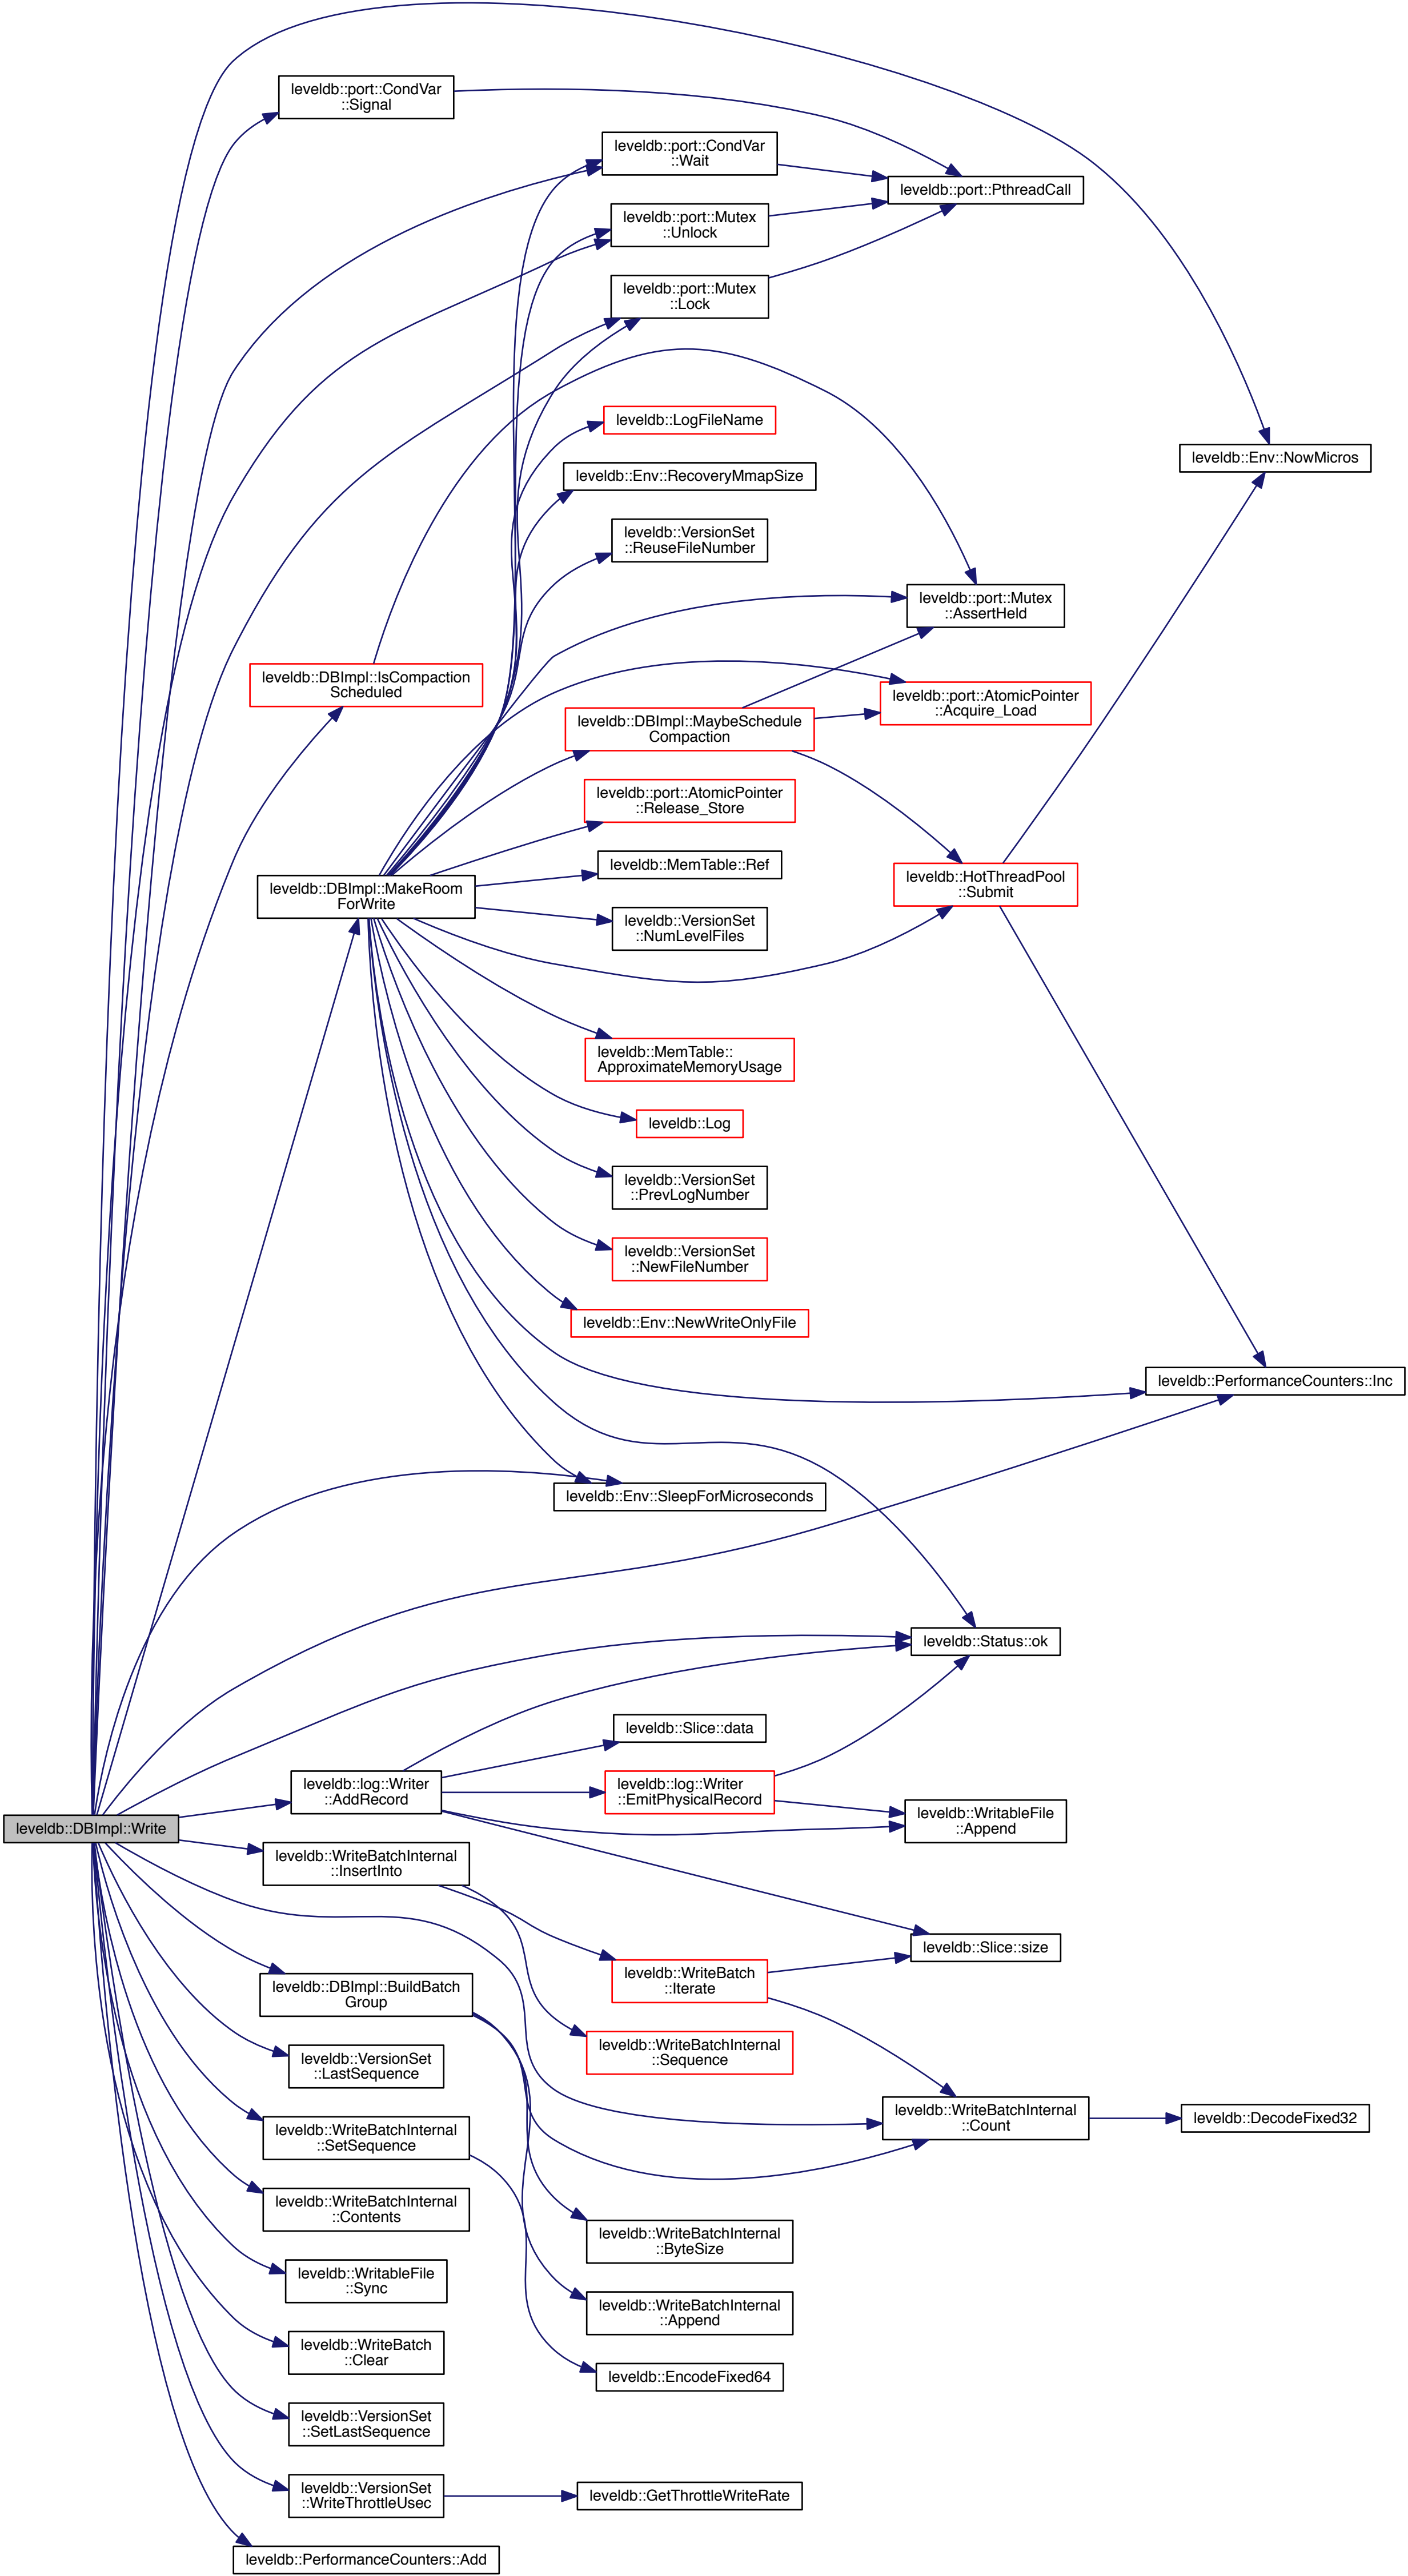 leveldb::port::CondVar
::Signal
leveldb::port::CondVar
::Wait
leveldb::port::PthreadCall
leveldb::port::Mutex
::Unlock
leveldb::port::Mutex
::Lock
leveldb::LogFileName
leveldb::Env::NowMicros
leveldb::Env::RecoveryMmapSize
leveldb::VersionSet
::ReuseFileNumber
leveldb::port::Mutex
::AssertHeld
leveldb::DBImpl::IsCompaction
Scheduled
leveldb::port::AtomicPointer
::Acquire_Load
leveldb::DBImpl::MaybeSchedule
Compaction
leveldb::port::AtomicPointer
::Release_Store
leveldb::MemTable::Ref
leveldb::HotThreadPool
::Submit
leveldb::DBImpl::MakeRoom
ForWrite
leveldb::VersionSet
::NumLevelFiles
leveldb::MemTable::
ApproximateMemoryUsage
leveldb::Log
leveldb::VersionSet
::PrevLogNumber
leveldb::VersionSet
::NewFileNumber
leveldb::Env::NewWriteOnlyFile
leveldb::PerformanceCounters::Inc
leveldb::Env::SleepForMicroseconds
leveldb::Status::ok
leveldb::Slice::data
leveldb::log::Writer
::AddRecord
leveldb::log::Writer
::EmitPhysicalRecord
leveldb::WritableFile
::Append
leveldb::DBImpl::Write
leveldb::WriteBatchInternal
::InsertInto
leveldb::Slice::size
leveldb::WriteBatch
::Iterate
leveldb::DBImpl::BuildBatch
Group
leveldb::WriteBatchInternal
::Sequence
leveldb::VersionSet
::LastSequence
leveldb::WriteBatchInternal
::Count
leveldb::DecodeFixed32
leveldb::WriteBatchInternal
::SetSequence
leveldb::WriteBatchInternal
::Contents
leveldb::WriteBatchInternal
::ByteSize
leveldb::WritableFile
::Sync
leveldb::WriteBatchInternal
::Append
leveldb::WriteBatch
::Clear
leveldb::EncodeFixed64
leveldb::VersionSet
::SetLastSequence
leveldb::VersionSet
::WriteThrottleUsec
leveldb::GetThrottleWriteRate
leveldb::PerformanceCounters::Add